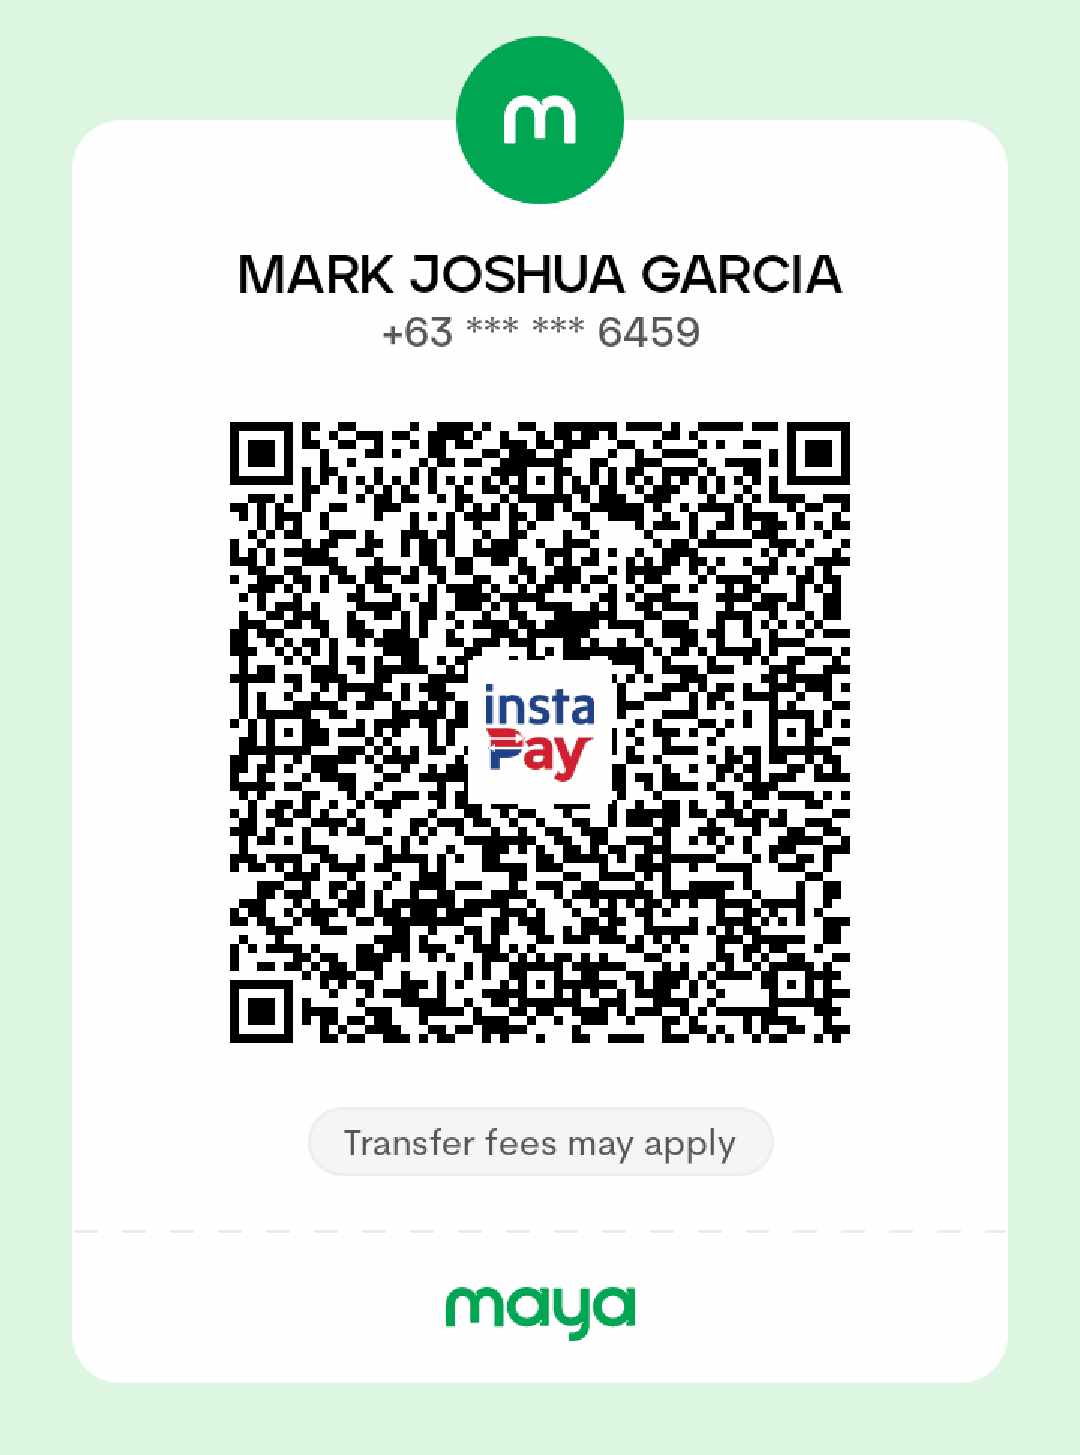 m
MARK JOSHUA GARCIA
+63 *** *** 6459
insta
Pay
Transfer fees may apply
maya